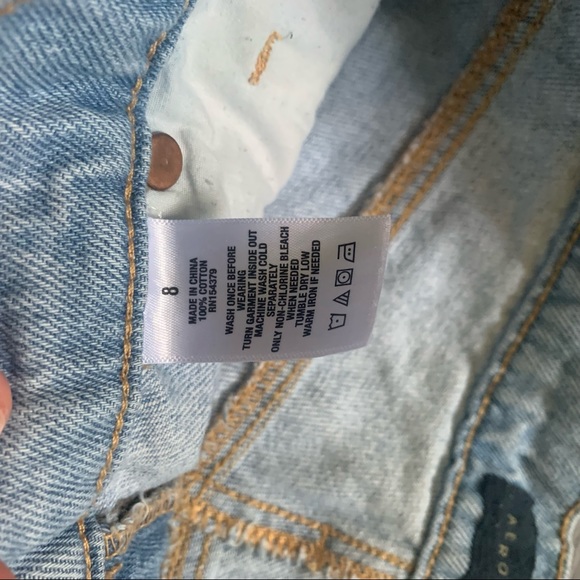 8
MADE IN CHINA
100% COTTON
RN154379
WASH ONCE BEFORE
WEARING
TURN GARMENT INSIDE OUT
MACHINE WASH COLD
SEPARATELY
ONLY NON-CHLORINE BLEACH
WHEN NEEDED
TUMBLE DRY LOW
WARM IRON IF NEEDED
AERO